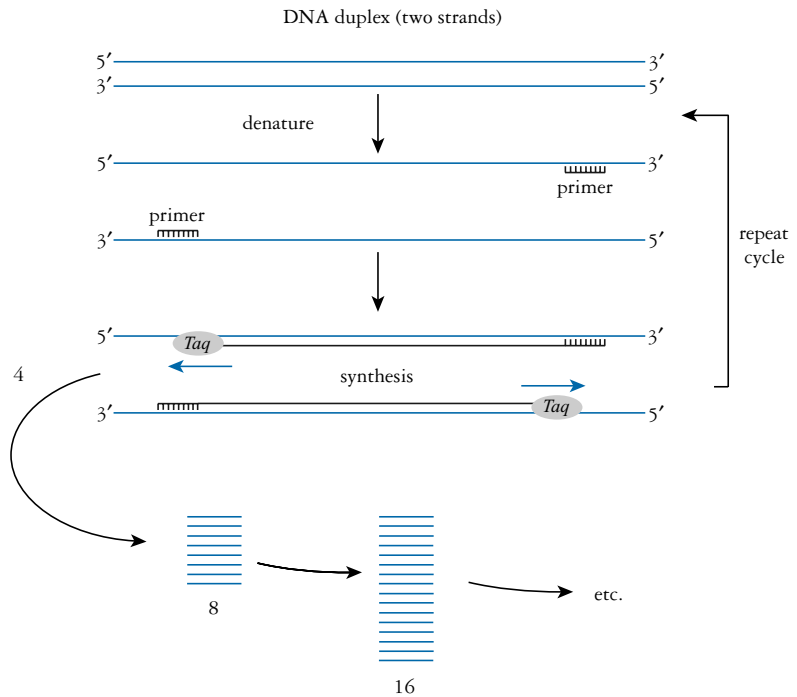 DNA duplex (two strands)
5′ 3′
3′ 5′
denature
5′ 3′
primer
primer
3′ 5′
repeat
cycle
5′ Taq 3′
4 synthesis
3′ Taq 5′
8
etc.
16